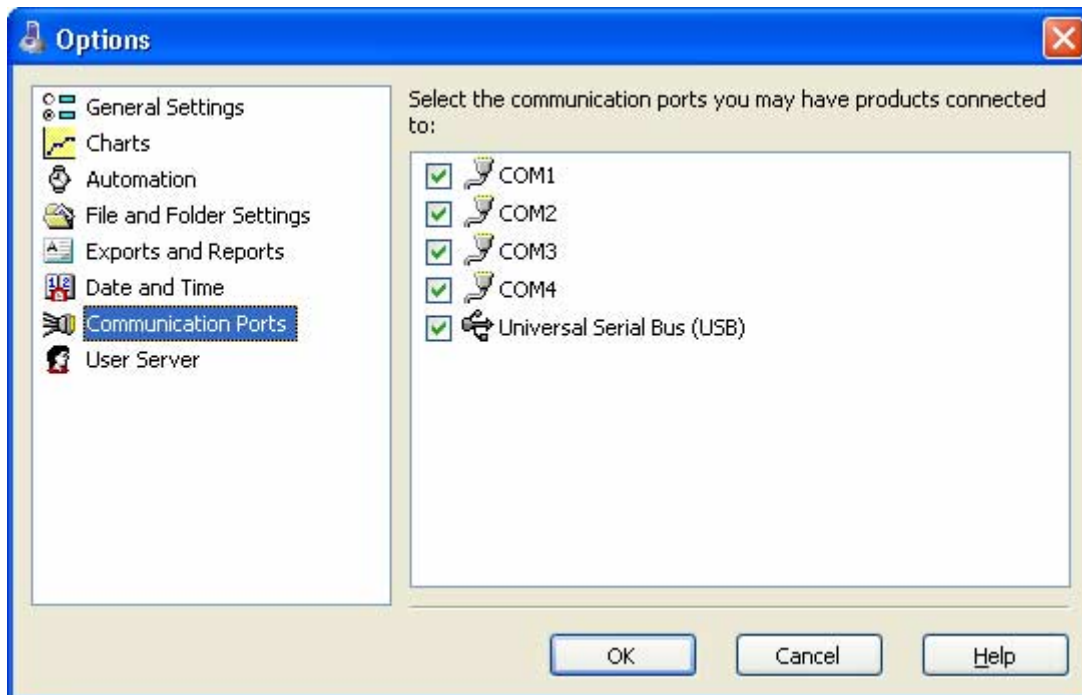 Options
General Settings
Charts
Automation
File and Folder Settings
Exports and Reports
Date and Time
Communication Ports
User Server
Select the communication ports you may have products connected
to:
COM1
COM2
COM3
COM4
Universal Serial Bus (USB)
OK
Cancel
Help